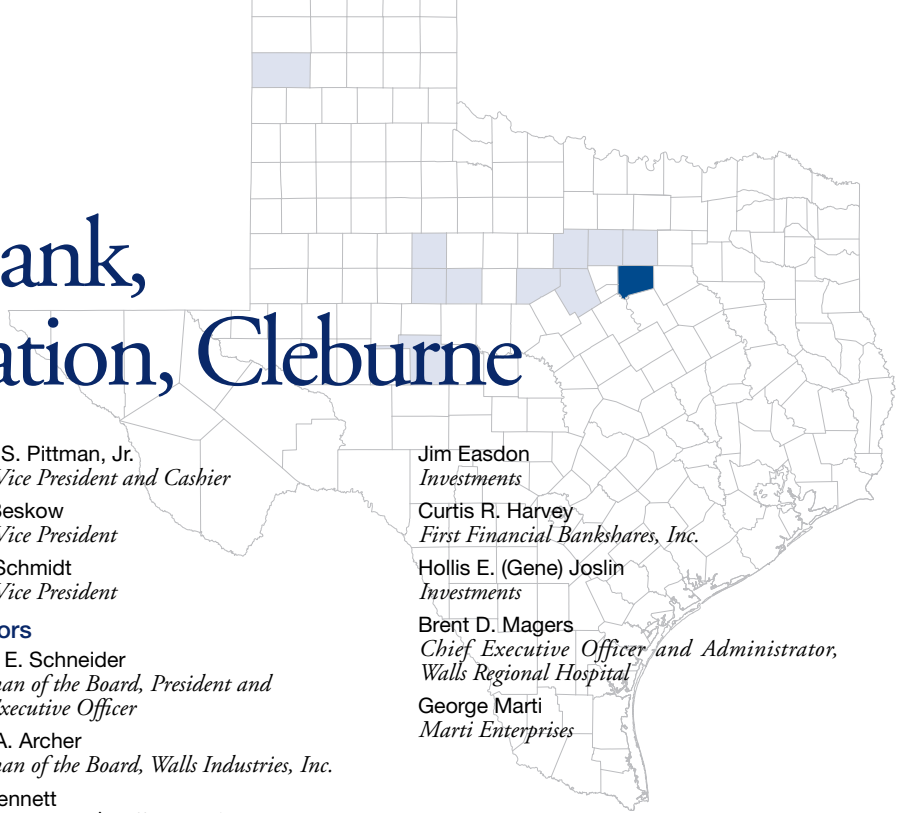 ank,
ation, Cleburne
S. Pittman, Jr.
Vice President and Cashier
Beskow
Vice President
Schmidt
Vice President
ors
E. Schneider
an of the Board, President and
xecutive Officer
A. Archer
an of the Board, Walls Industries, Inc.
ennett
Jim Easdon
Investments
Curtis R. Harvey
First Financial Bankshares, Inc.
Hollis E. (Gene) Joslin
Investments
Brent D. Magers
Chief Executive Officer and Administrator,
Walls Regional Hospital
George Marti
Marti Enterprises